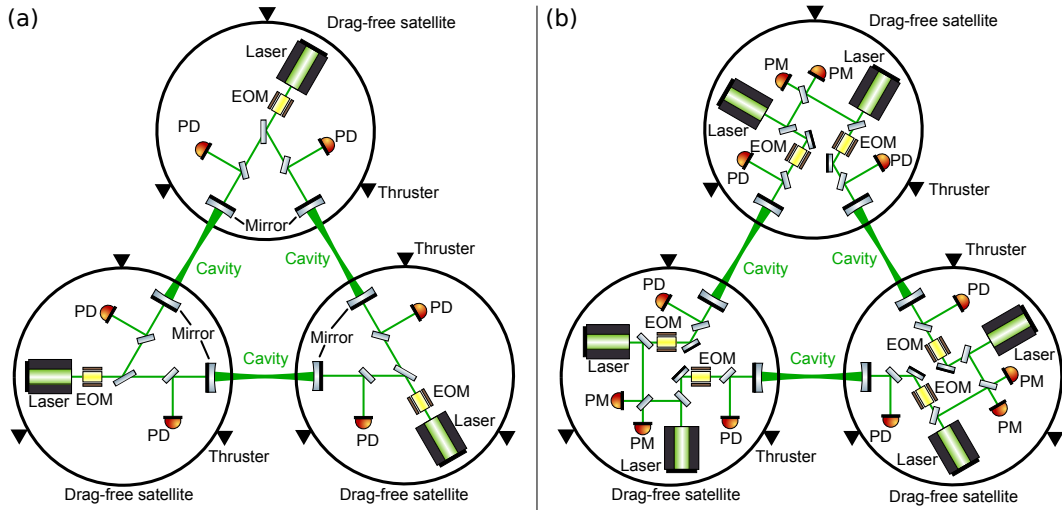 (a)
Drag-free satellite
Laser
EOM
PD
PD
Thruster
Mirror
Cavity
Cavity
Thruster
PD
Mirror
Mirror
PD
Cavity
Laser
EOM
PD
PD
EOM
Laser
Thruster
Drag-free satellite
Drag-free satellite
(b)
Drag-free satellite
PM
PM
Laser
Laser
EOM
EOM
PD
PD
Thruster
Cavity
Cavity
Thruster
PD
EOM
Laser
EOM
PM
PM
Laser
PD
Thruster
Cavity
PD
EOM
Laser
EOM
PM
PM
PD
Laser
Drag-free satellite
Drag-free satellite